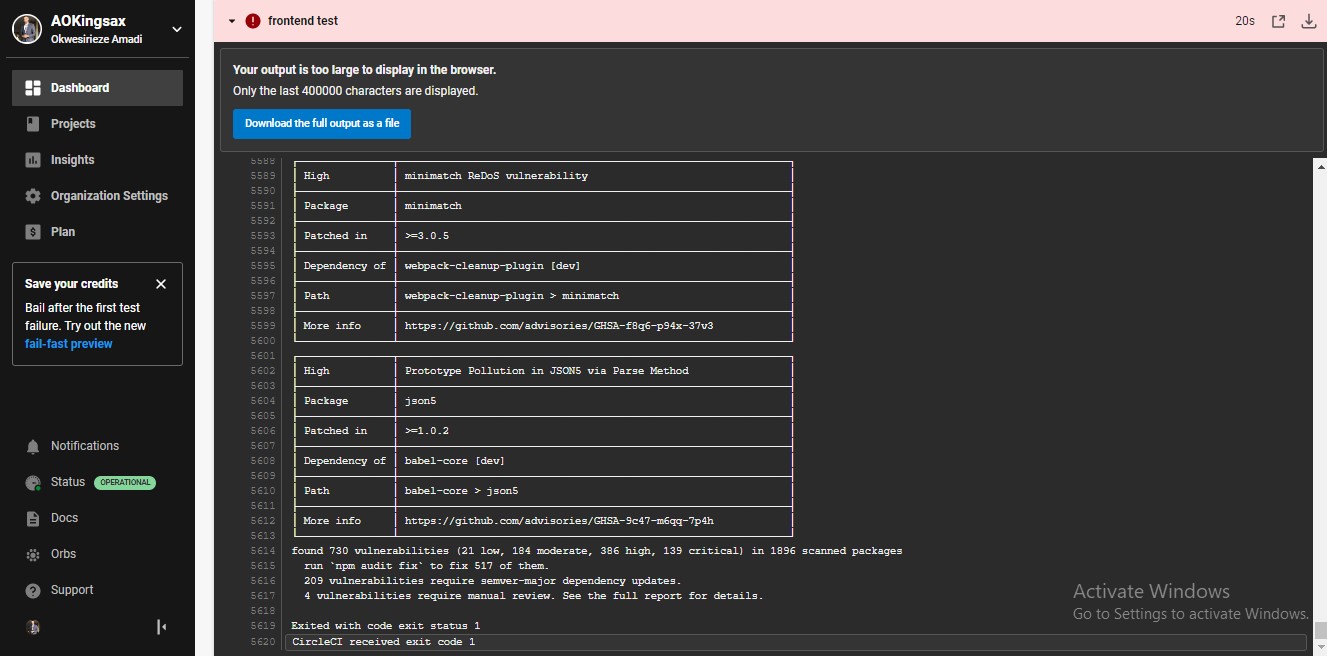 AOKingsax
Okwesirieze Amadi
Dashboard
Projects
Insights
Organization Settings
Plan
Save your credits
Bail after the first test
failure. Try out the new
fail-fast preview
Notifications
Status OPERATIONAL
Docs
Orbs
Support
frontend test 20s
Your output is too large to display in the browser.
Only the last 400000 characters are displayed.
Download the full output as a file
5588
5589 High minimatch ReDoS vulnerability
5590
5591 Package minimatch
5592
5593 Patched in >=3.0.5
5594
5595 Dependency of webpack-cleanup-plugin [dev]
5596
5597 Path webpack-cleanup-plugin > minimatch
5598
5599 More info https://github.com/advisories/GHSA-f8q6-p94x-37v3
5600
5601
5602 High Prototype Pollution in JSON5 via Parse Method
5603
5604 Package json5
5605
5606 Patched in >=1.0.2
5607
5608 Dependency of babel-core [dev]
5609
5610 Path babel-core > json5
5611
5612 More info https://github.com/advisories/GHSA-9c47-m6qq-7p4h
5613
5614 found 730 vulnerabilities (21 low, 184 moderate, 386 high, 139 critical) in 1896 scanned packages
5615 run `npm audit fix` to fix 517 of them.
5616 209 vulnerabilities require semver-major dependency updates.
5617 4 vulnerabilities require manual review. See the full report for details.
5618
5619 Exited with code exit status 1
5620 CircleCI received exit code 1
Activate Windows
Go to Settings to activate Windows.